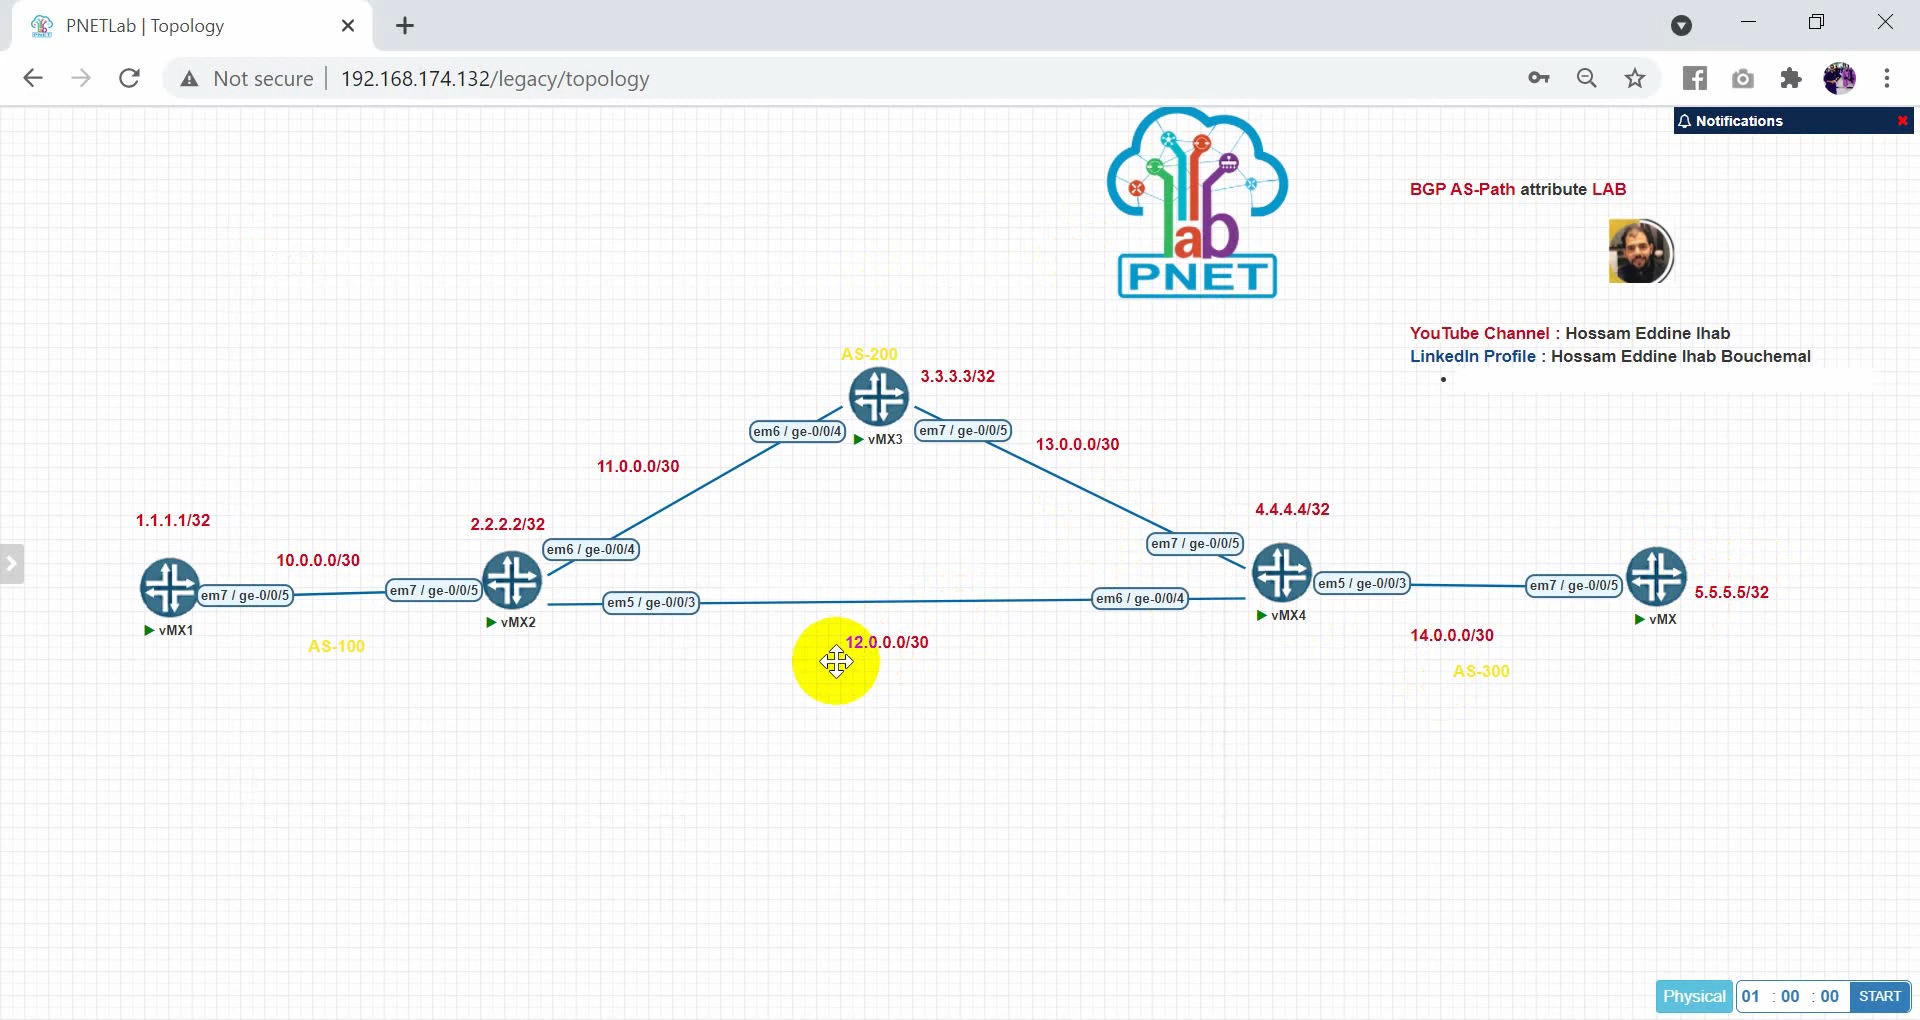 PNETLab | Topology
Not secure
192.168.174.132/legacy/topology
Notifications
lab
PNET
BGP AS-Path attribute LAB
YouTube Channel : Hossam Eddine Ihab
LinkedIn Profile : Hossam Eddine Ihab Bouchemal
AS-200
3.3.3.3/32
em6 / ge-0/0/4
vMX3
em7 / ge-0/0/5
13.0.0.0/30
11.0.0.0/30
1.1.1.1/32
2.2.2.2/32
4.4.4.4/32
10.0.0.0/30
em6 / ge-0/0/4
em7 / ge-0/0/5
em7 / ge-0/0/5
em7 / ge-0/0/5
em5 / ge-0/0/3
em6 / ge-0/0/4
em5 / ge-0/0/3
em7 / ge-0/0/5
5.5.5.5/32
vMX1
vMX2
vMX4
vMX
AS-100
12.0.0.0/30
14.0.0.0/30
AS-300
Physical
01 : 00 : 00
START